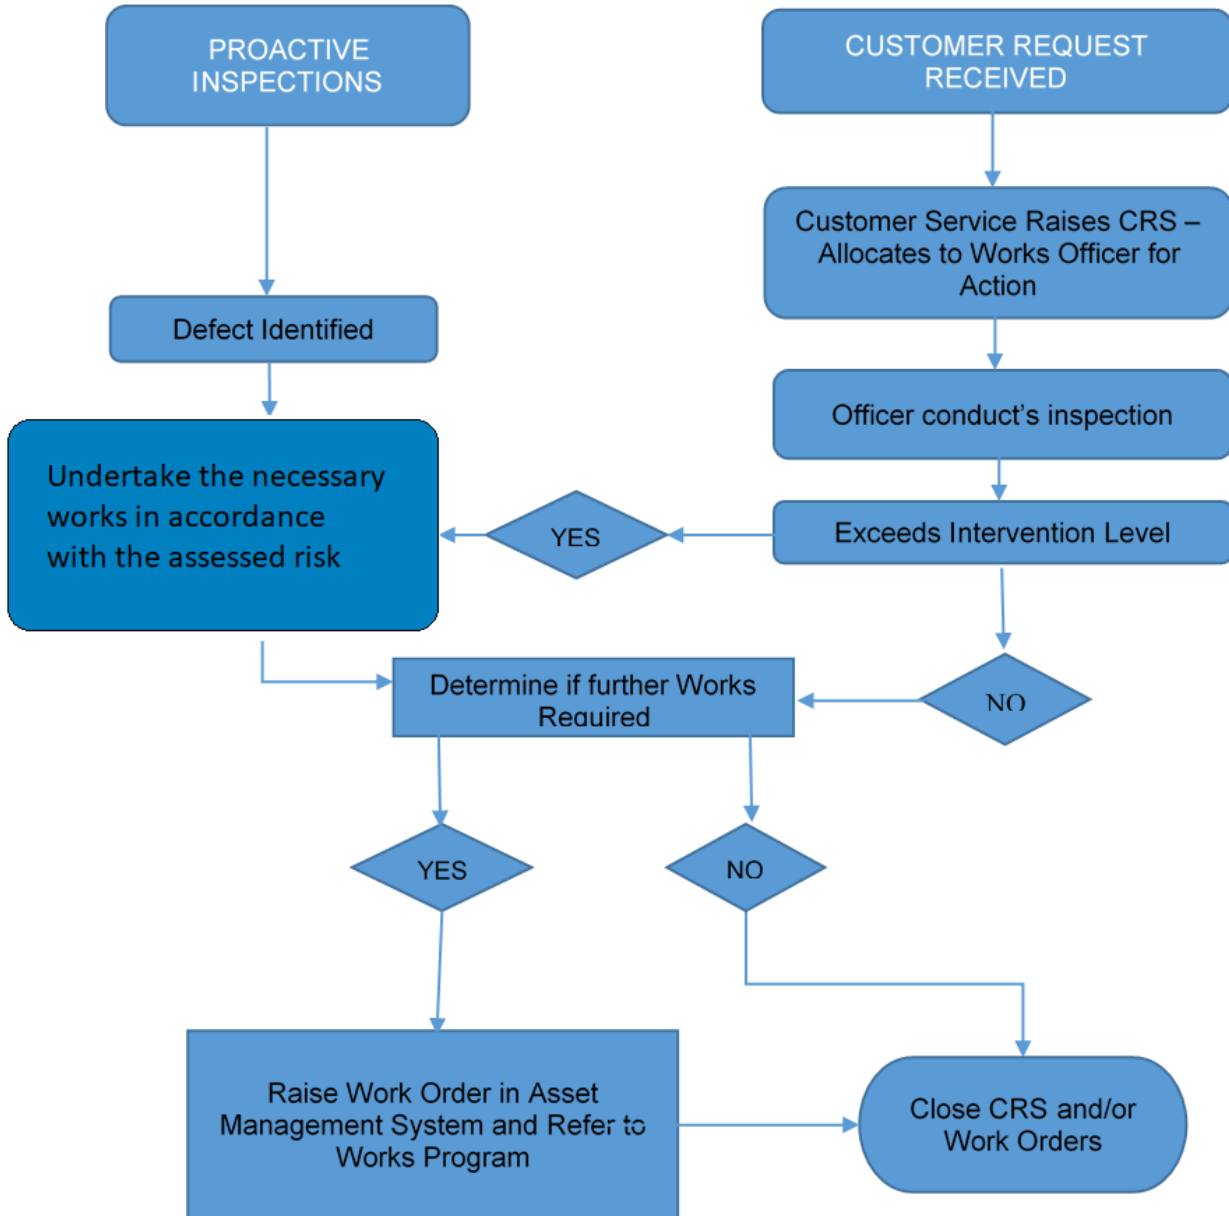 PROACTIVE
INSPECTIONS
CUSTOMER REQUEST
RECEIVED
Customer Service Raises CRS –
Allocates to Works Officer for
Action
Defect Identified
Officer conduct's inspection
Undertake the necessary
works in accordance
with the assessed risk
YES
Exceeds Intervention Level
Determine if further Works
Required
NO
YES
NO
Raise Work Order in Asset
Management System and Refer to
Works Program
Close CRS and/or
Work Orders